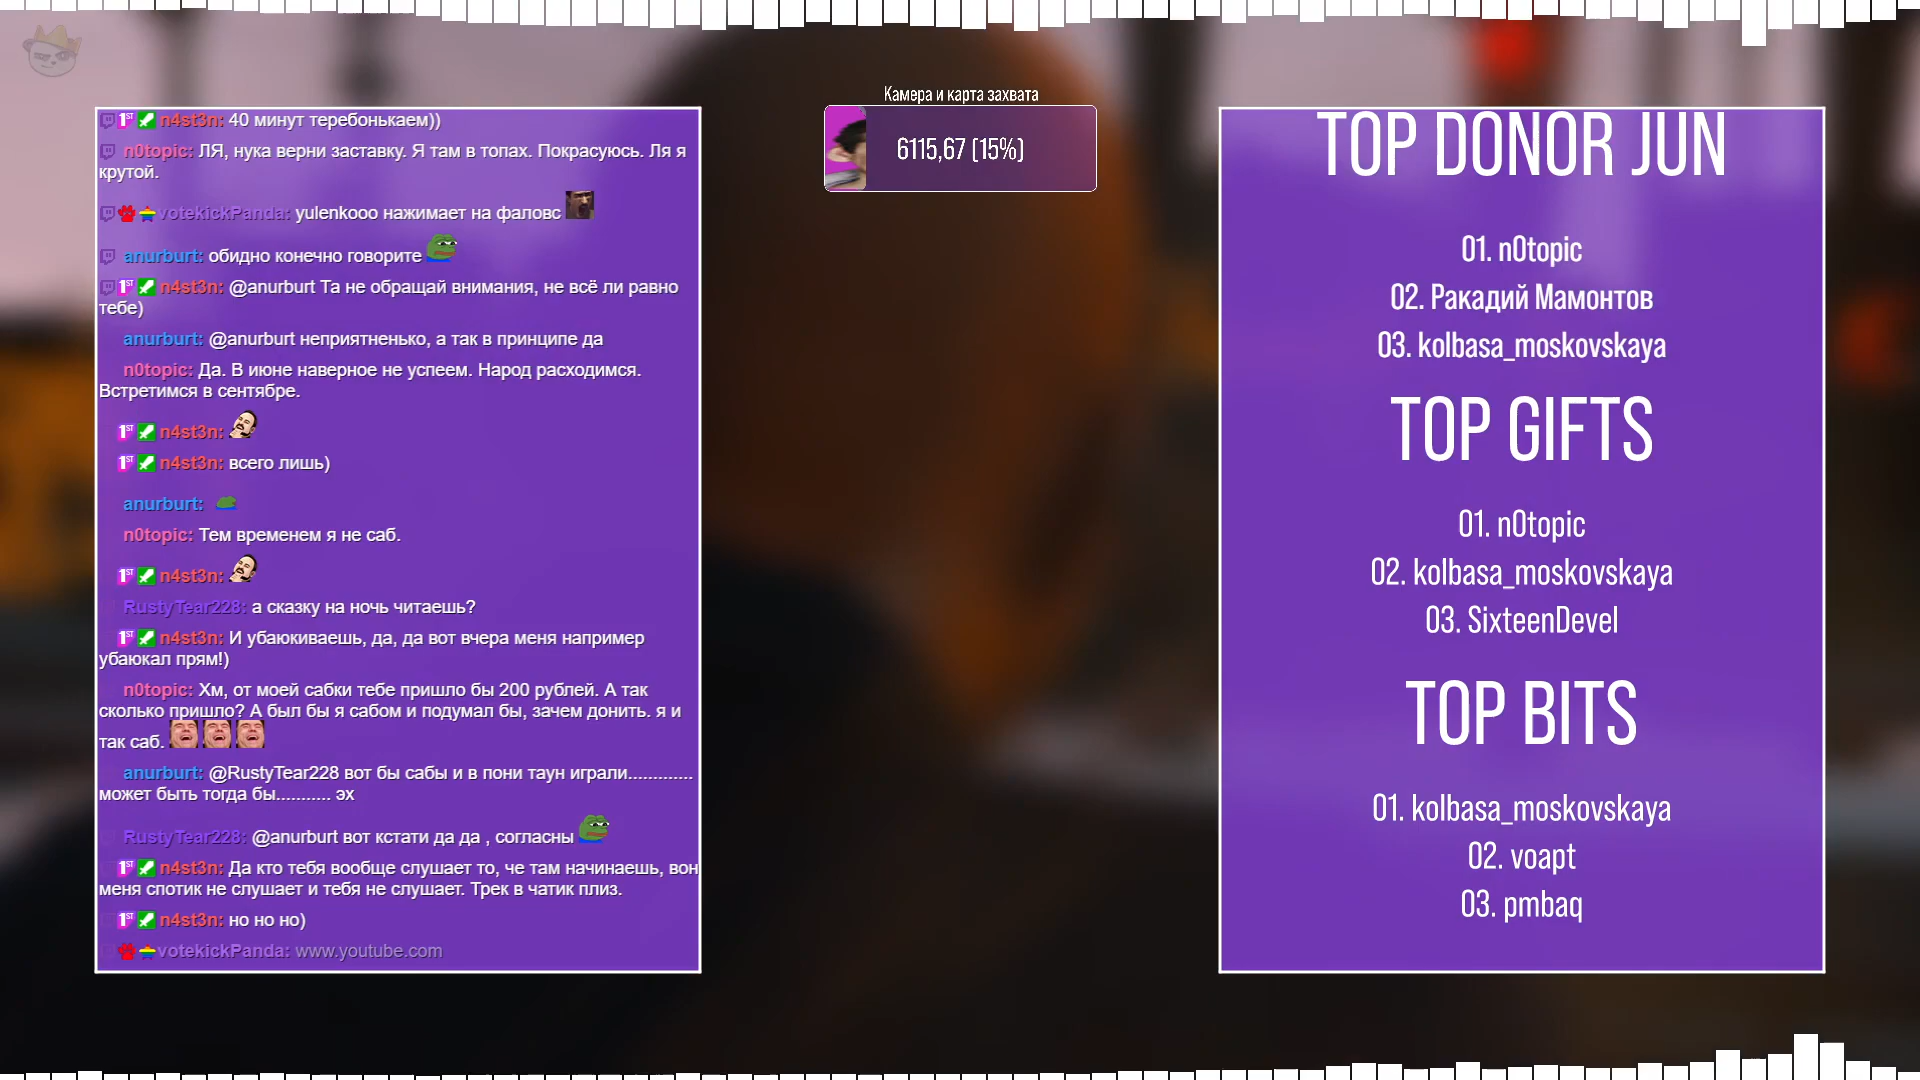 1ST n4st3n: 40 минут теребонькаем))
n0topic: ЛЯ, нука верни заставку. Я там в топах. Покрасуюсь. Ля я
крутой.
votekickPanda: yulenkooo нажимает на фаловс
anurburt: обидно конечно говорите
1ST n4st3n: @anurburt Та не обращай внимания, не всё ли равно
тебе)
anurburt: @anurburt неприятненько, а так в принципе да
n0topic: Да. В июне наверное не успеем. Народ расходимся.
Встретимся в сентябре.
1ST n4st3n:
1ST n4st3n: всего лишь)
anurburt:
n0topic: Тем временем я не саб.
1ST n4st3n:
RustyTear228: а сказку на ночь читаешь?
1ST n4st3n: И убаюкиваешь, да, да вот вчера меня например
убаюкал прям!)
n0topic: Хм, от моей сабки тебе пришло бы 200 рублей. А так
сколько пришло? А был бы я сабом и подумал бы, зачем донить. я и
так саб.
anurburt: @RustyTear228 вот бы сабы и в пони таун играли.............
может быть тогда бы........... эх
RustyTear228: @anurburt вот кстати да да , согласны
1ST n4st3n: Да кто тебя вообще слушает то, че там начинаешь, вон
меня спотик не слушает и тебя не слушает. Трек в чатик плиз.
1ST n4st3n: но но но)
votekickPanda: www.youtube.com
Камера и карта захвата
6115,67 (15%)
TOP DONOR JUN
01. n0topic
02. Ракадий Мамонтов
03. kolbasa_moskovskaya
TOP GIFTS
01. n0topic
02. kolbasa_moskovskaya
03. SixteenDevel
TOP BITS
01. kolbasa_moskovskaya
02. voapt
03. pmbaq